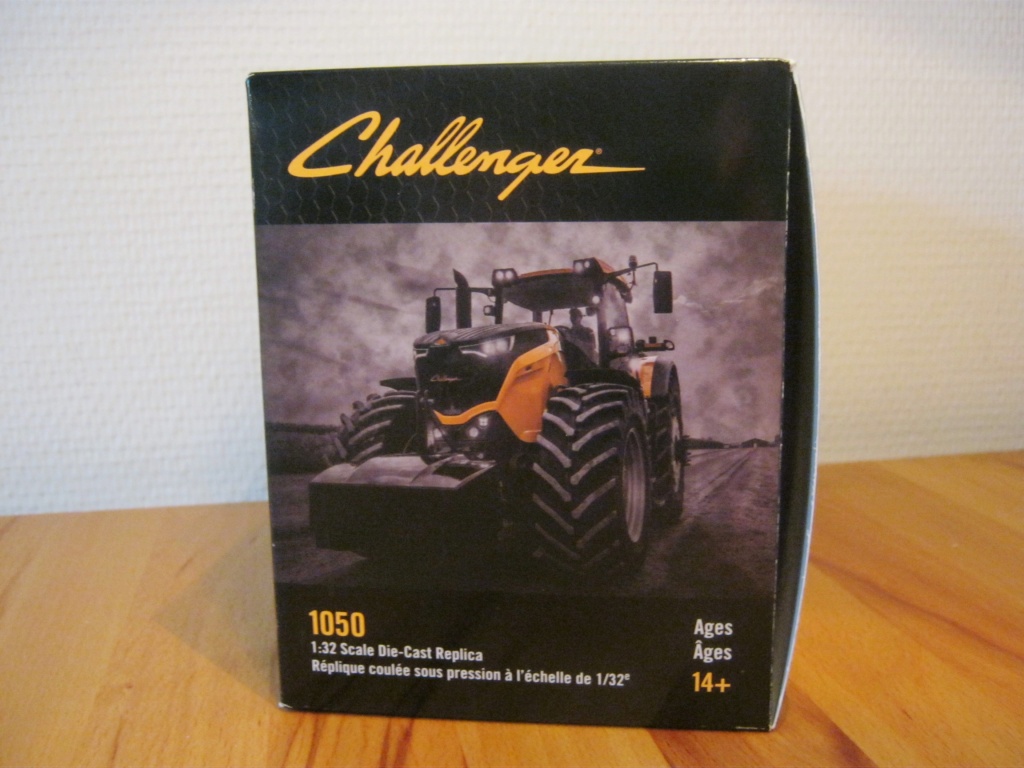 Challenger®
Challenger
1050
1:32 Scale Die-Cast Replica
Réplique coulée sous pression à l'échelle de 1/32e
Ages
Âges
14+